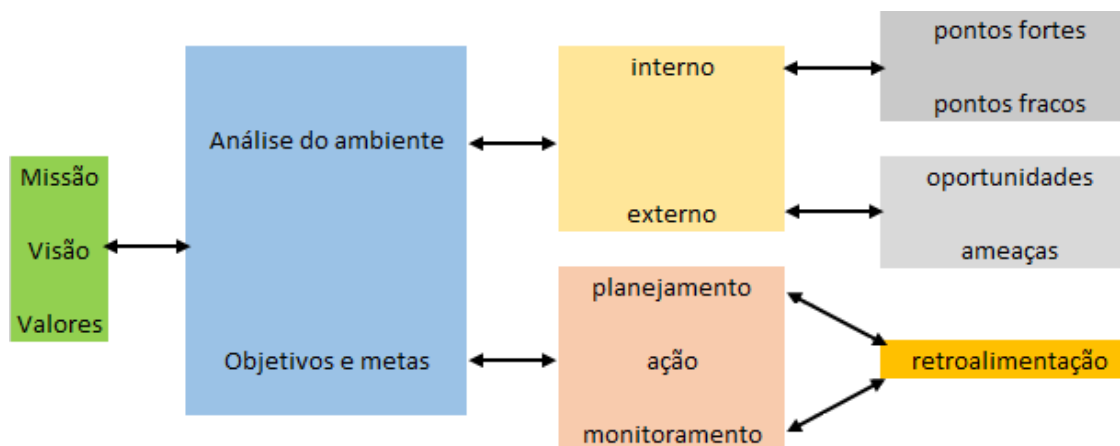 Missão
Visão
Valores
Análise do ambiente
Objetivos e metas
interno
externo
planejamento
ação
monitoramento
pontos fortes
pontos fracos
oportunidades
ameaças
retroalimentação